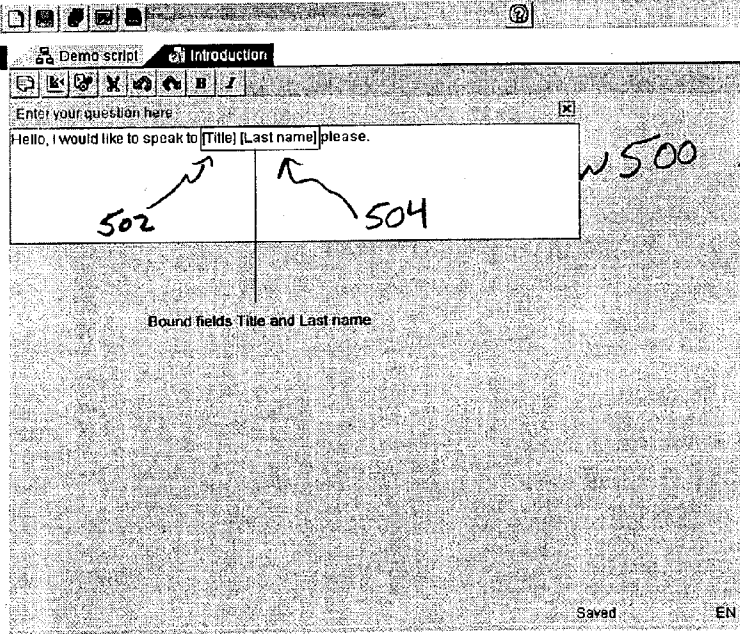 Demo script Introduction
B I
Enter your question here
Hello, I would like to speak to [Title] [Last name] please.
500
502
504
Bound fields Title and Last name
Saved EN